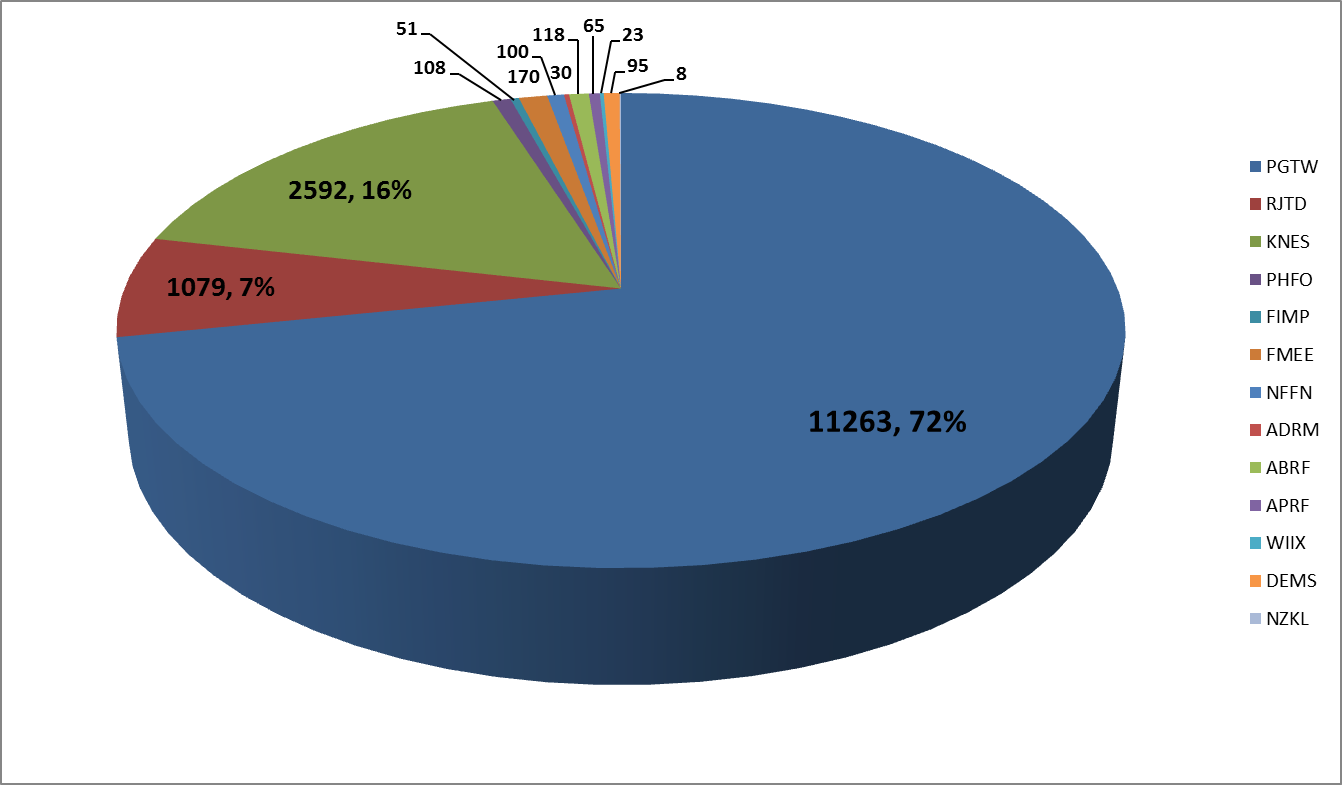 65
51
118
23
100
108
170
30
95
8
2592, 16%
1079, 7%
11263, 72%
PGTW
RJTD
KNES
PHFO
FIMP
FMEE
NFFN
ADRM
ABRF
APRF
WIIX
DEMS
NZKL